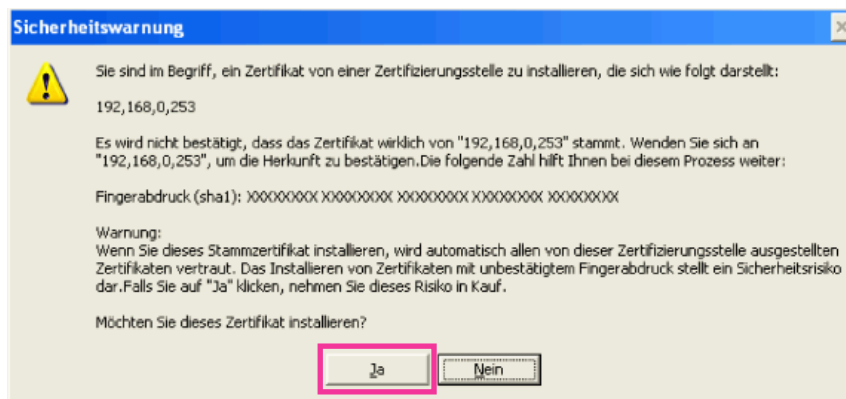 Sicherheitswarnung
Sie sind im Begriff, ein Zertifikat von einer Zertifizierungsstelle zu installieren, die sich wie folgt darstellt:
192,168,0,253
Es wird nicht bestätigt, dass das Zertifikat wirklich von "192,168,0,253" stammt. Wenden Sie sich an
"192,168,0,253", um die Herkunft zu bestätigen.Die folgende Zahl hilft Ihnen bei diesem Prozess weiter:
Fingerabdruck (sha1): XXXXXXXX XXXXXXXX XXXXXXXX XXXXXXXX XXXXXXXX
Warnung:
Wenn Sie dieses Stammzertifikat installieren, wird automatisch allen von dieser Zertifizierungsstelle ausgestellten
Zertifikaten vertraut. Das Installieren von Zertifikaten mit unbestätigtem Fingerabdruck stellt ein Sicherheitsrisiko
dar.Falls Sie auf "Ja" klicken, nehmen Sie dieses Risiko in Kauf.
Möchten Sie dieses Zertifikat installieren?
Ja Nein